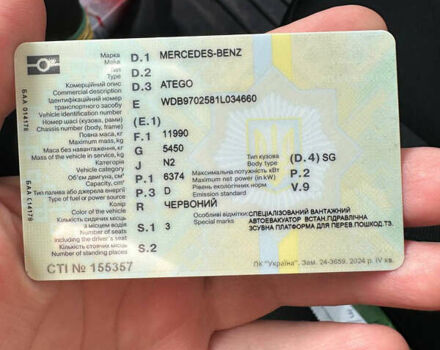 Марка
Make D.1 MERCEDES-BENZ
Тип
Type D.2
Комерційний опис
Commercial description D.3 ATEGO
Ідентифікаційний номер
транспортного засобу E WDB9702581L034660
Vehicle identification number
Номер шасі (кузова, рами)
Chassis number (body, frame) (E.1)
Повна маса, кг
Maximum mass, kg F.1 11990
Маса без навантаження, кг
Mass of the vehicle in service, kg G 5450
Категорія
Vehicle category J N2
Тип кузова
Body type (D.4) SG
Об'єм двигуна, см³
Capacity, cm³ P.1 6374
Максимальна потужність кВт
Maximum net power (in kW) P.2
Тип палива або джерело енергії
Type of fuel or power source P.3 D
Рівень екологічних норм
Emission standard V.9
Колір
Color of the vehicle R ЧЕРВОНИЙ
Кількість сидячих місць
з місцем водія
Number of seats
including the driver's seat S.1 3
Особливі відмітки:
Special marks
СПЕЦІАЛІЗОВАНИЙ ВАНТАЖНИЙ
АВТОЕВАКУАТОР ВСТАН.ГІДРАВЛІЧНА
ЗСУВНА ПЛАТФОРМА ДЛЯ ПЕРЕВ.ПОШКОД.ТЗ.
Кількість стоячих місць
Number of standing places S.2
СТІ № 155357
ПК "Україна". Зам. 24-3659. 2024 р. IV кв.